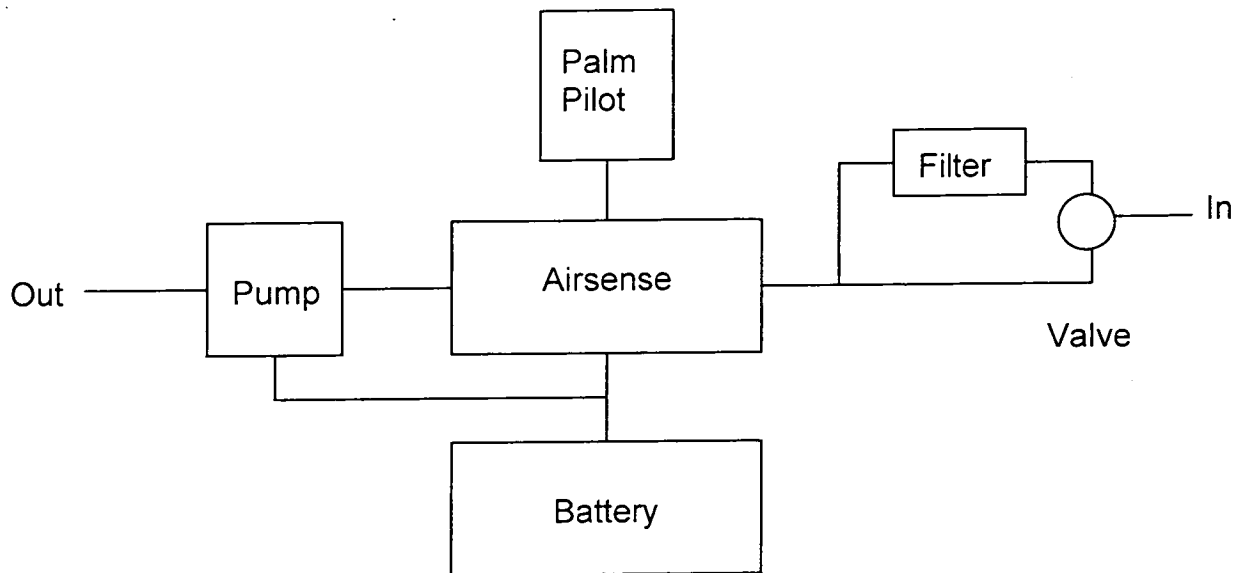 Palm
Pilot
Filter
In
Out
Pump
Airsense
Valve
Battery